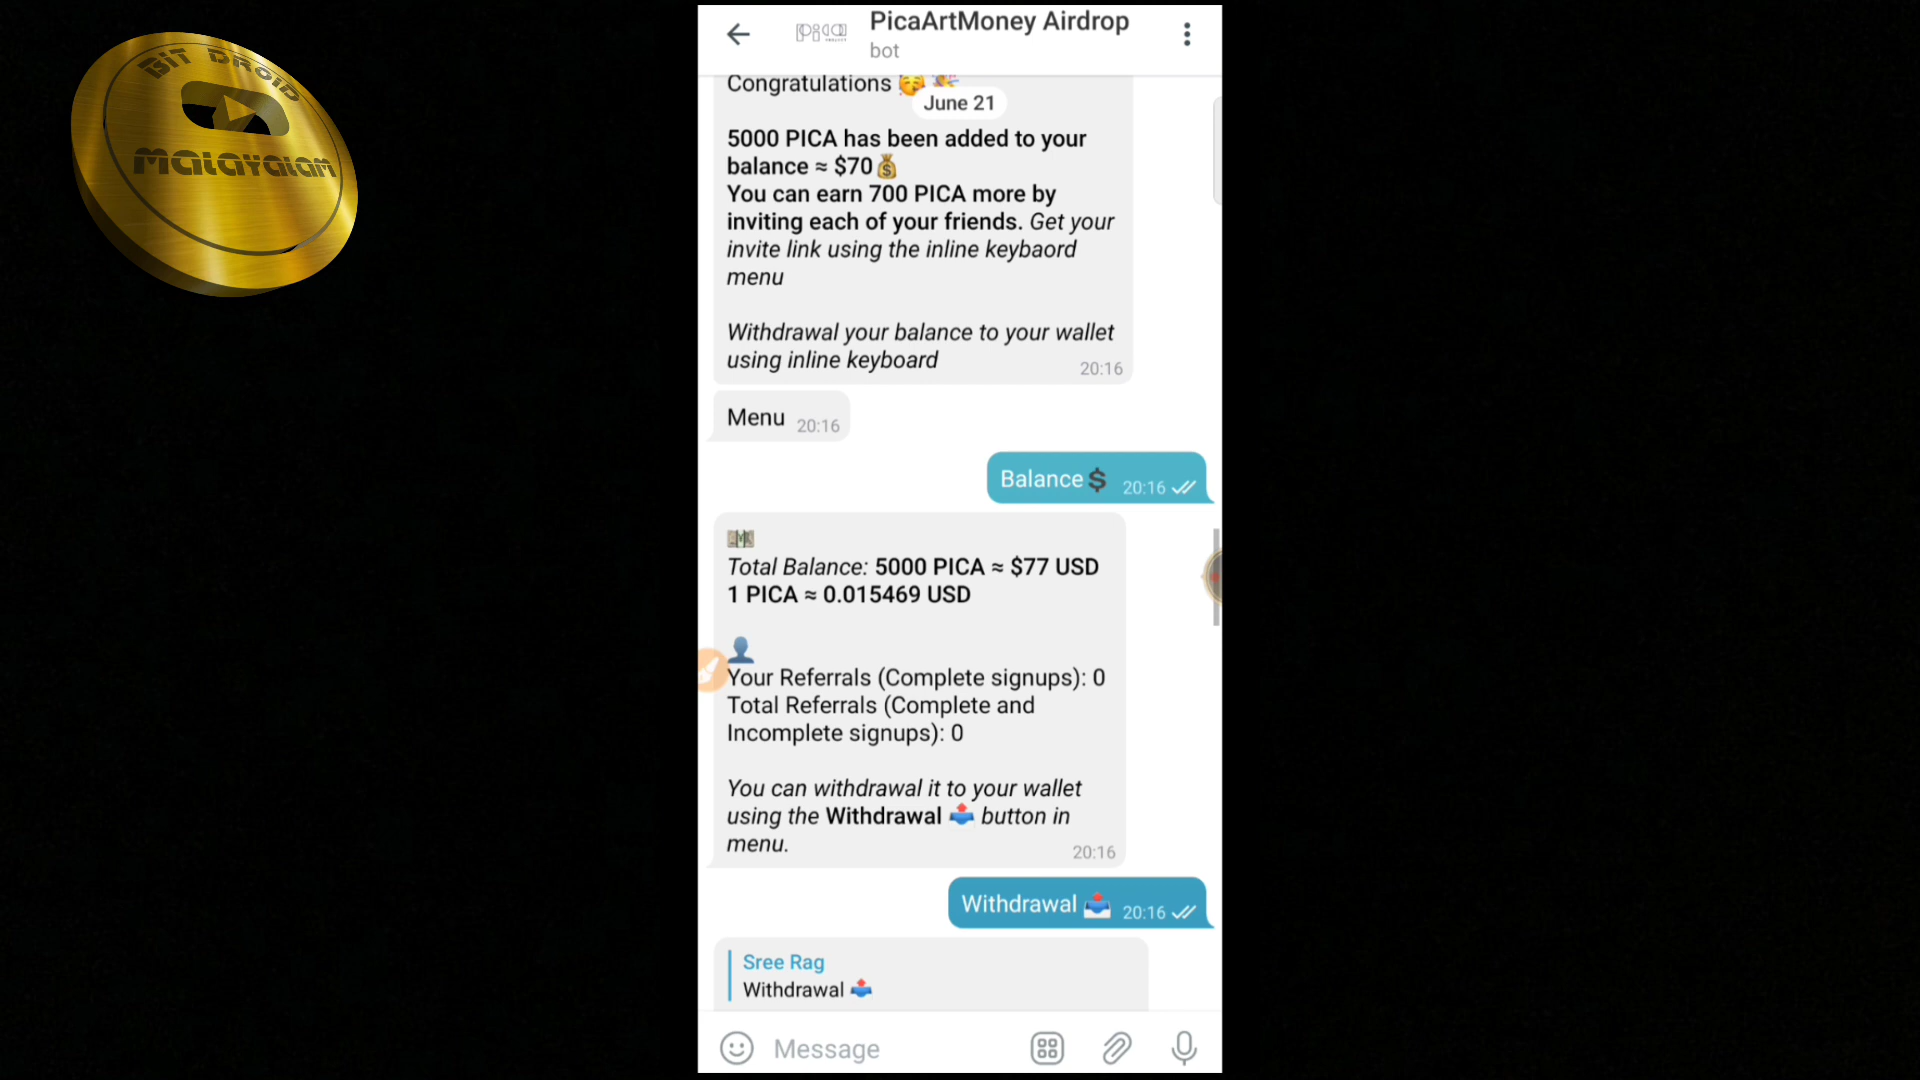 BIT DROID
MALAYALAM
PicaArtMoney Airdrop
bot
Congratulations 🥳 🎉
June 21
5000 PICA has been added to your
balance ≈ $70💰
You can earn 700 PICA more by
inviting each of your friends. Get your
invite link using the inline keybaord
menu
Withdrawal your balance to your wallet
using inline keyboard
20:16
Menu 20:16
Balance💲 20:16
💵
Total Balance: 5000 PICA ≈ $77 USD
1 PICA ≈ 0.015469 USD
👤
Your Referrals (Complete signups): 0
Total Referrals (Complete and
Incomplete signups): 0
You can withdrawal it to your wallet
using the Withdrawal 📤 button in
menu.
20:16
Withdrawal 📤 20:16
Sree Rag
Withdrawal 📤
Message